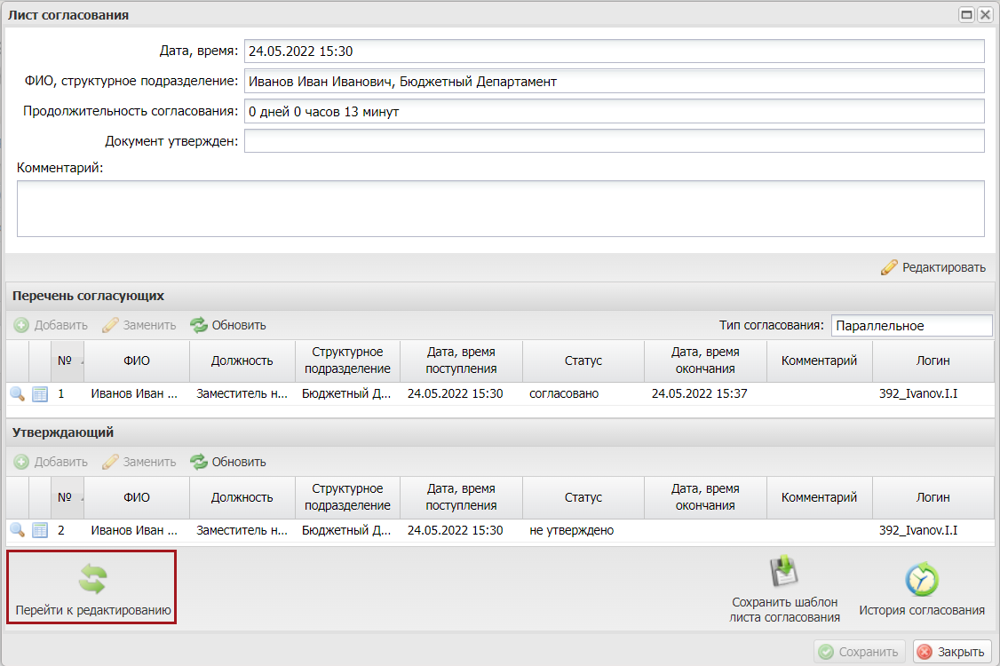 Лист согласования
Дата, время: 24.05.2022 15:30
ФИО, структурное подразделение: Иванов Иван Иванович, Бюджетный Департамент
Продолжительность согласования: 0 дней 0 часов 13 минут
Документ утвержден:
Комментарий:
Редактировать
Перечень согласующих
Добавить Заменить Обновить Тип согласования: Параллельное
№ ФИО Должность Структурное подразделение Дата, время поступления Статус Дата, время окончания Комментарий Логин
1 Иванов Иван ... Заместитель н... Бюджетный Д... 24.05.2022 15:30 согласовано 24.05.2022 15:37 392_Ivanov.I.I
Утверждающий
Добавить Заменить Обновить
№ ФИО Должность Структурное подразделение Дата, время поступления Статус Дата, время окончания Комментарий Логин
2 Иванов Иван ... Заместитель н... Бюджетный Д... 24.05.2022 15:30 не утверждено 392_Ivanov.I.I
Перейти к редактированию
Сохранить шаблон
листа согласования
История согласования
Сохранить Закрыть